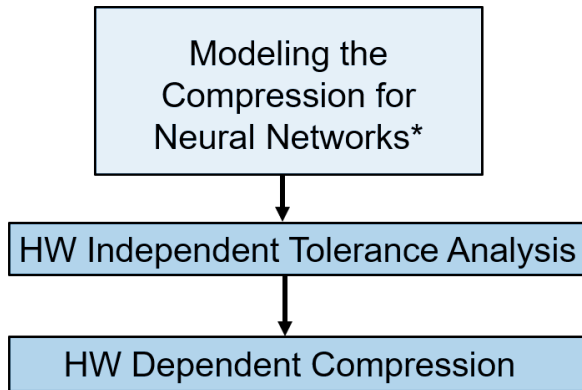 Modeling the
Compression for
Neural Networks*
HW Independent Tolerance Analysis
HW Dependent Compression